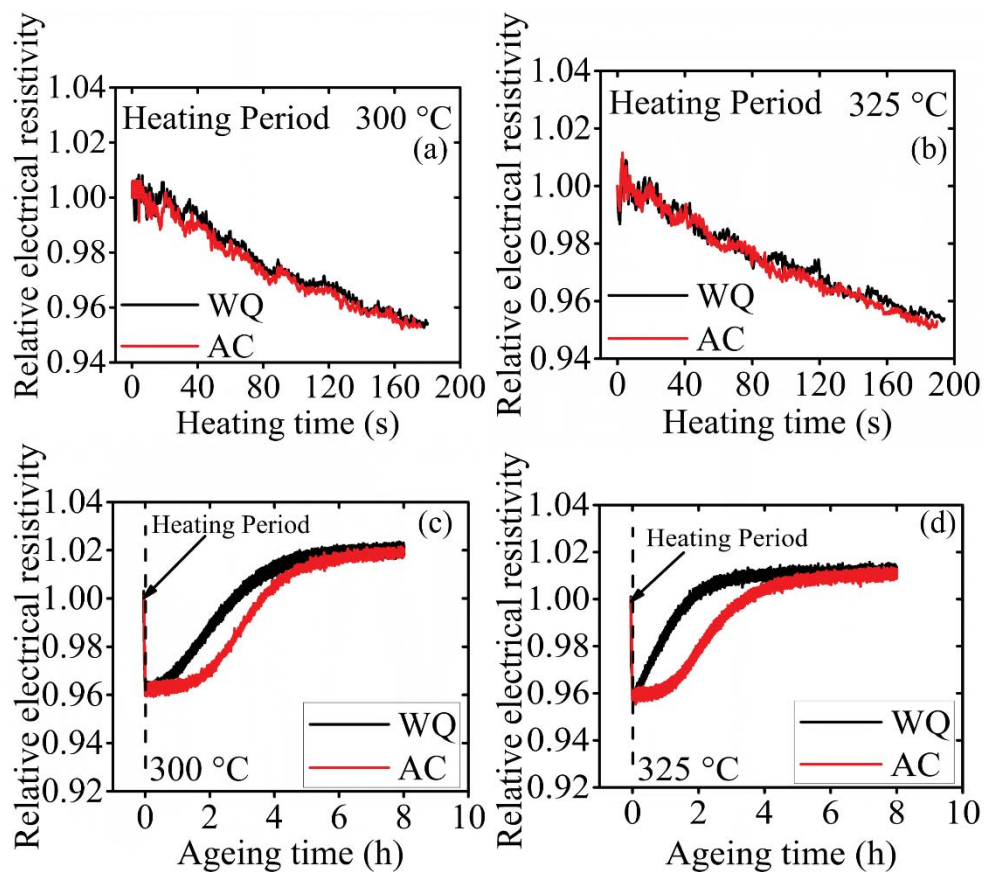 Relative electrical resistivity
1.04
1.02
1.00
0.98
0.96
0.94
Heating Period 300 °C
(a)
WQ
AC
0 40 80 120 160 200
Heating time (s)
Relative electrical resistivity
1.04
1.02
1.00
0.98
0.96
0.94
Heating Period 325 °C
(b)
WQ
AC
0 40 80 120 160 200
Heating time (s)
Relative electrical resistivity
1.04
1.02
1.00
0.98
0.96
0.94
0.92
(c)
Heating Period
WQ
AC
300 °C
0 2 4 6 8 10
Ageing time (h)
Relative electrical resistivity
1.04
1.02
1.00
0.98
0.96
0.94
0.92
(d)
Heating Period
WQ
AC
325 °C
0 2 4 6 8 10
Ageing time (h)